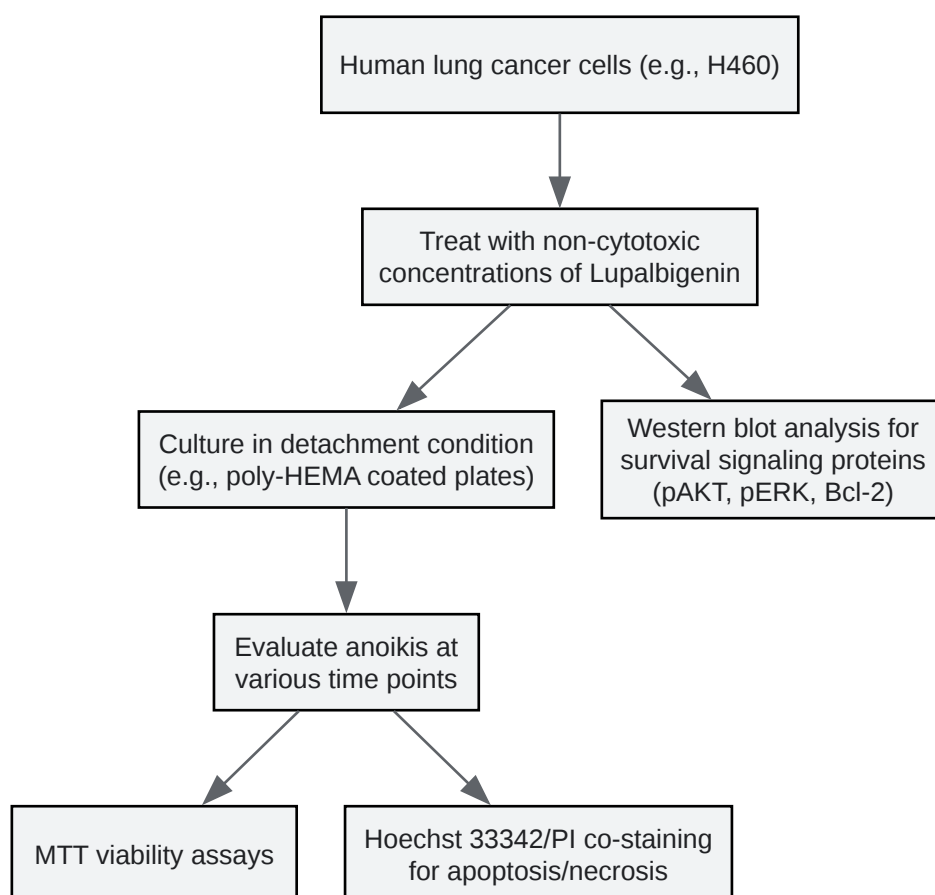 Human lung cancer cells (e.g., H460)
Treat with non-cytotoxic
concentrations of Lupalbigenin
Culture in detachment condition
(e.g., poly-HEMA coated plates)
Western blot analysis for
survival signaling proteins
(pAKT, pERK, Bcl-2)
Evaluate anoikis at
various time points
MTT viability assays
Hoechst 33342/PI co-staining
for apoptosis/necrosis